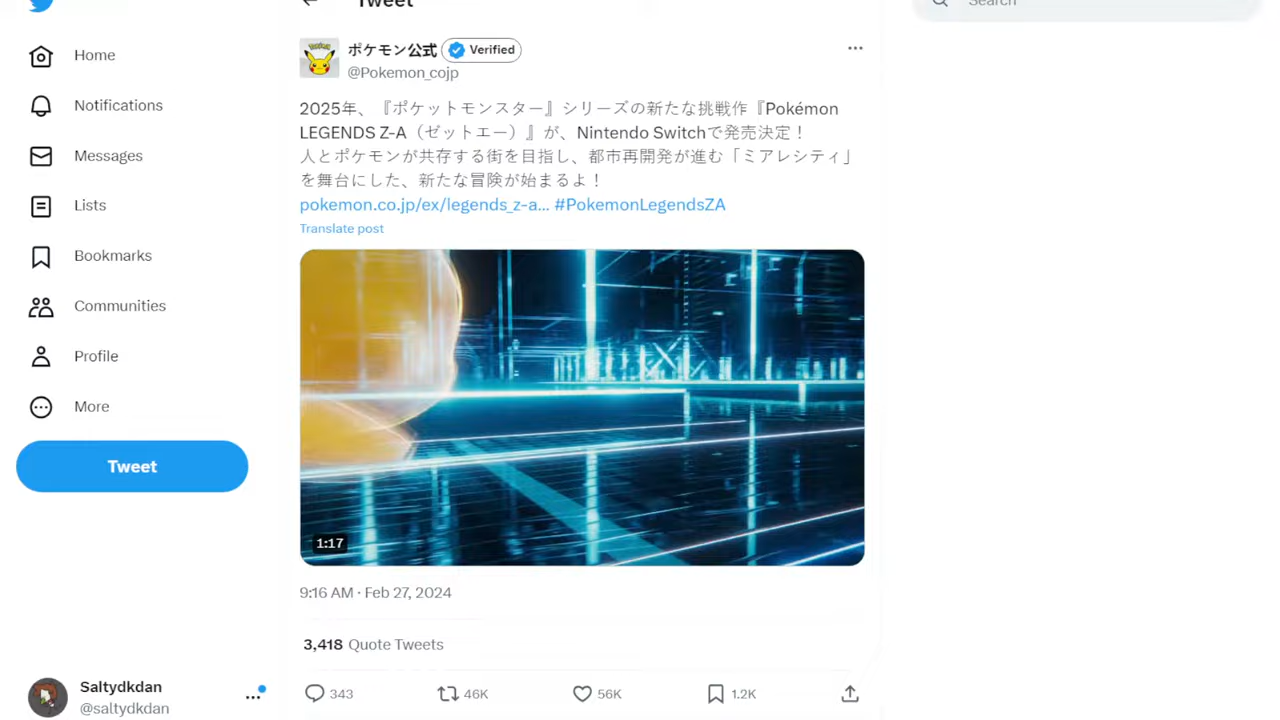 Tweet
Search
Home
Notifications
Messages
Lists
Bookmarks
Communities
Profile
More
Tweet
Saltydkdan
@saltydkdan
ポケモン公式 Verified
@Pokemon_cojp
2025年、『ポケットモンスター』シリーズの新たな挑戦作『Pokémon
LEGENDS Z-A（ゼットエー）』が、Nintendo Switchで発売決定！
人とポケモンが共存する街を目指し、都市再開発が進む「ミアレシティ」
を舞台にした、新たな冒険が始まるよ！
pokemon.co.jp/ex/legends_z-a... #PokemonLegendsZA
Translate post
1:17
9:16 AM · Feb 27, 2024
3,418 Quote Tweets
343 46K 56K 1.2K